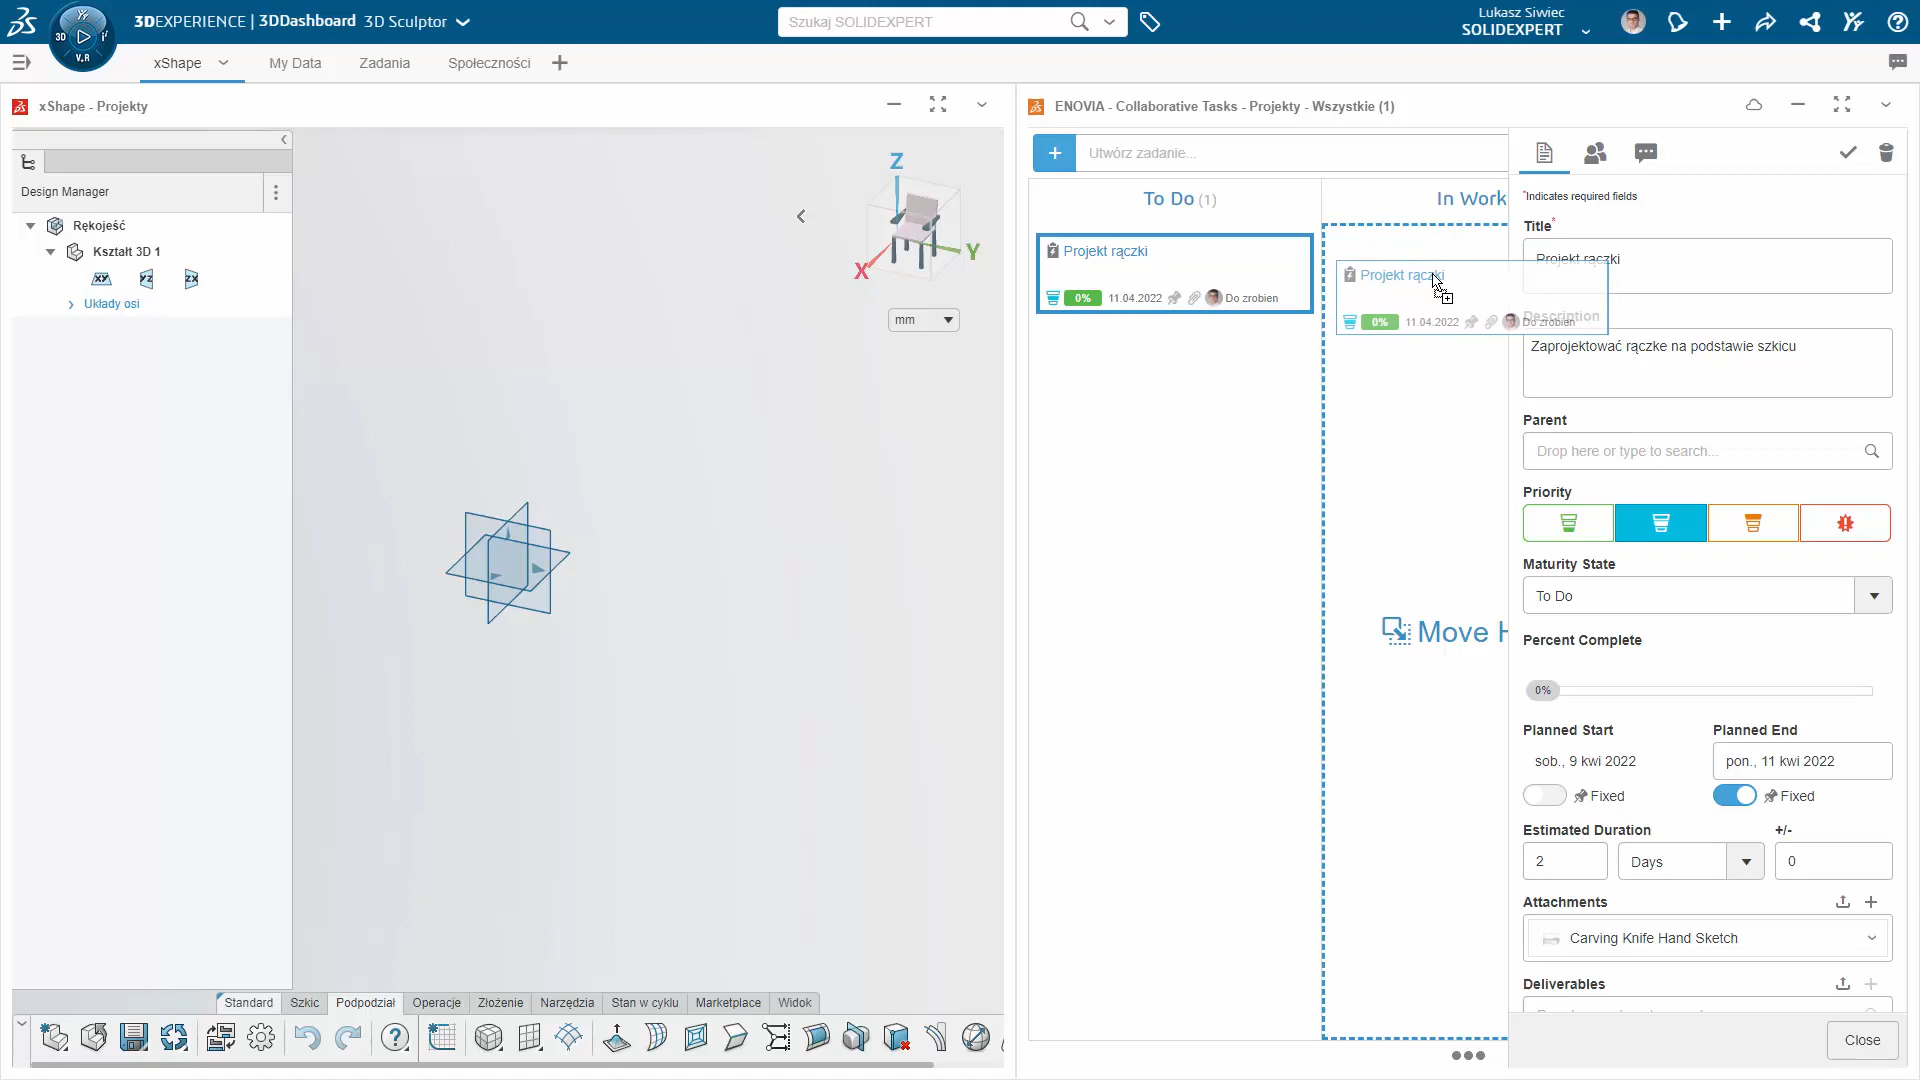 3DEXPERIENCE | 3DDashboard 3D Sculptor
3D
i²
V.R
Szukaj SOLIDEXPERT
Lukasz Siwiec
SOLIDEXPERT
xShape
My Data
Zadania
Społeczności
xShape - Projekty
Design Manager
Rękojeść
Kształt 3D 1
XY
YZ
ZX
Układy osi
Z
Y
X
mm
Standard
Szkic
Podpodział
Operacje
Złożenie
Narzędzia
Stan w cyklu
Marketplace
Widok
ENOVIA - Collaborative Tasks - Projekty - Wszystkie (1)
Utwórz zadanie...
To Do (1)
In Work
Projekt rączki
0% 11.04.2022 Do zrobien
Projekt rączki
0% 11.04.2022 Do zrobien
Move H
*Indicates required fields
Title*
Projekt rączki
Description
Zaprojektować rączke na podstawie szkicu
Parent
Drop here or type to search...
Priority
Maturity State
To Do
Percent Complete
0%
Planned Start
Planned End
sob., 9 kwi 2022
pon., 11 kwi 2022
Fixed
Fixed
Estimated Duration
+/-
2
Days
0
Attachments
Carving Knife Hand Sketch
Deliverables
Close